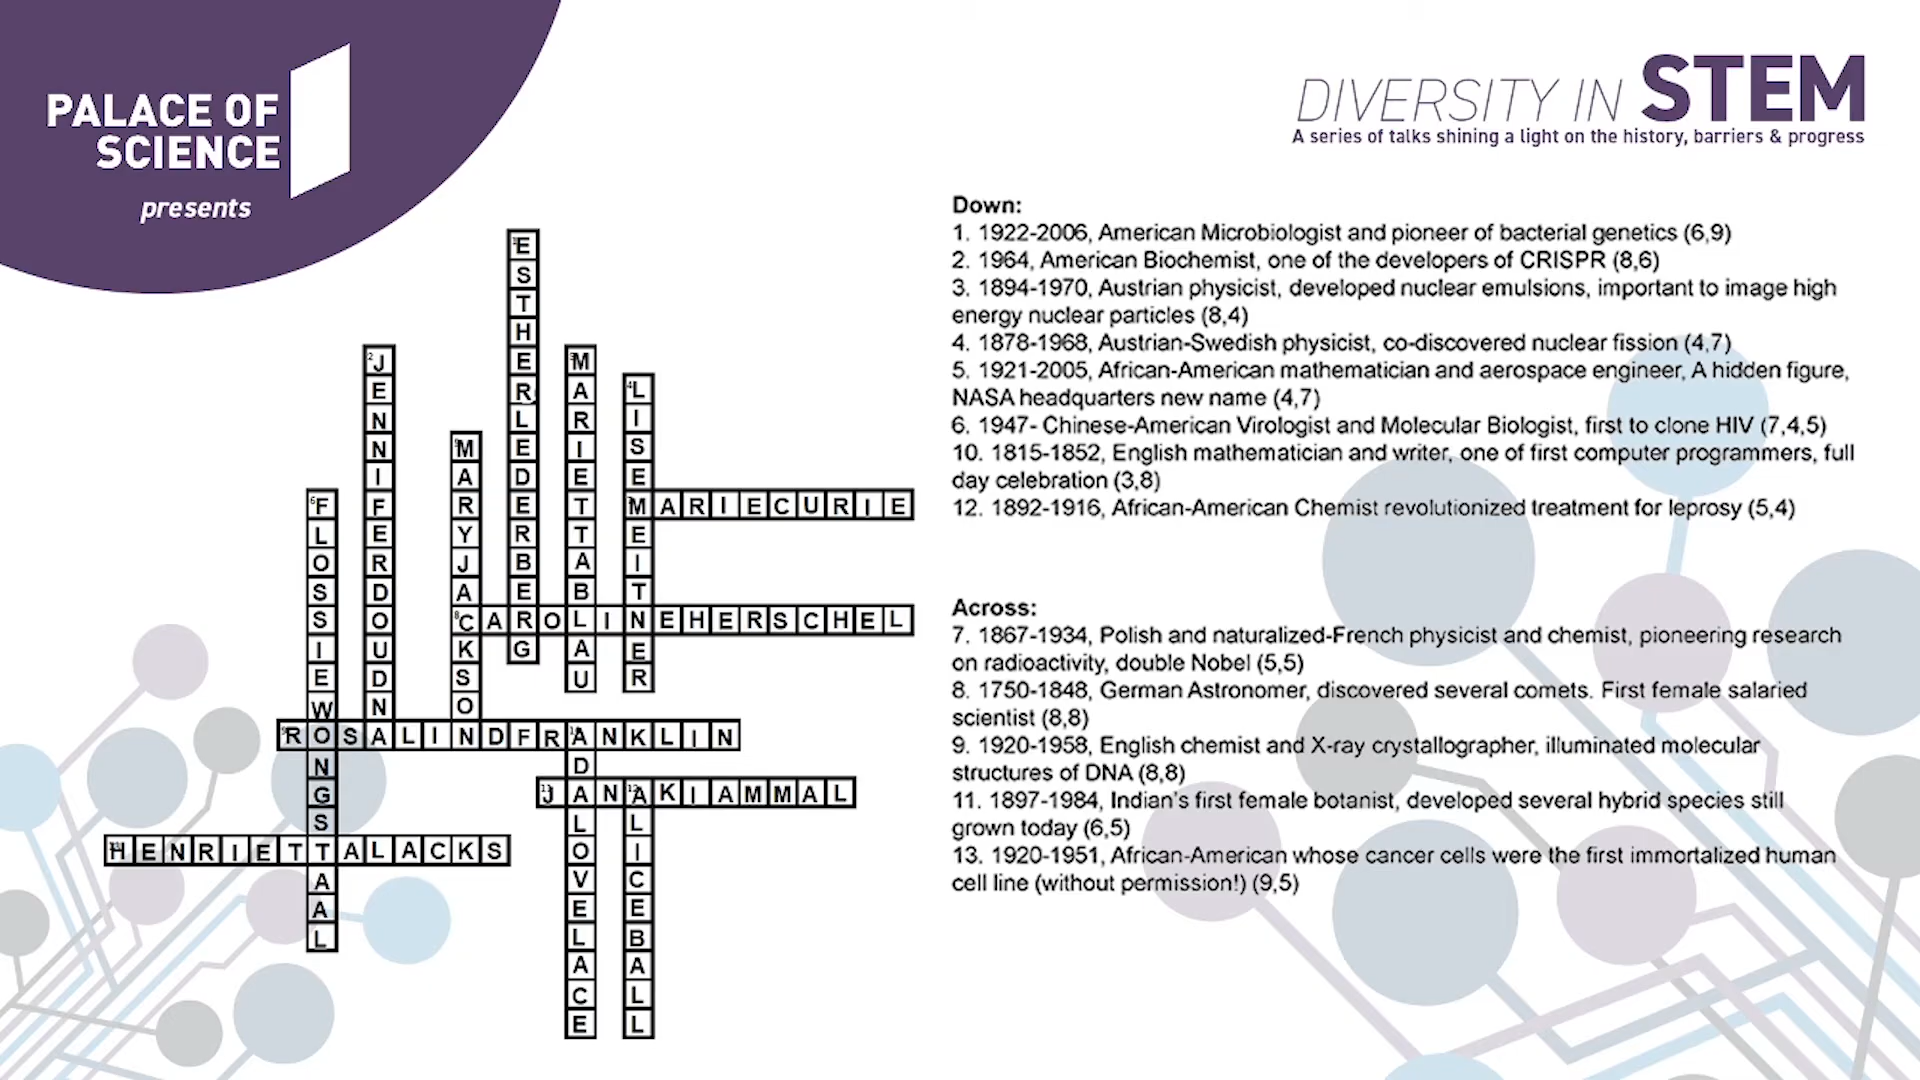 PALACE OF
SCIENCE
presents
DIVERSITY IN STEM
A series of talks shining a light on the history, barriers & progress
ESTHERLEDERBERG
JENNIFERDOUDNA
MARIETTABLAU
LISEMEITNER
MARYJACKSON
FLOSSIEWONGSTAAL
MARIECURIE
CAROLINEHERSCHEL
ROSALINDFRANKLIN
ADALOVELACE
JANAKIAMMAL
ALICEBALL
HENRIETTALACKS
Down:
1. 1922-2006, American Microbiologist and pioneer of bacterial genetics (6,9)
2. 1964, American Biochemist, one of the developers of CRISPR (8,6)
3. 1894-1970, Austrian physicist, developed nuclear emulsions, important to image high
energy nuclear particles (8,4)
4. 1878-1968, Austrian-Swedish physicist, co-discovered nuclear fission (4,7)
5. 1921-2005, African-American mathematician and aerospace engineer, A hidden figure,
NASA headquarters new name (4,7)
6. 1947- Chinese-American Virologist and Molecular Biologist, first to clone HIV (7,4,5)
10. 1815-1852, English mathematician and writer, one of first computer programmers, full
day celebration (3,8)
12. 1892-1916, African-American Chemist revolutionized treatment for leprosy (5,4)
Across:
7. 1867-1934, Polish and naturalized-French physicist and chemist, pioneering research
on radioactivity, double Nobel (5,5)
8. 1750-1848, German Astronomer, discovered several comets. First female salaried
scientist (8,8)
9. 1920-1958, English chemist and X-ray crystallographer, illuminated molecular
structures of DNA (8,8)
11. 1897-1984, Indian's first female botanist, developed several hybrid species still
grown today (6,5)
13. 1920-1951, African-American whose cancer cells were the first immortalized human
cell line (without permission!) (9,5)